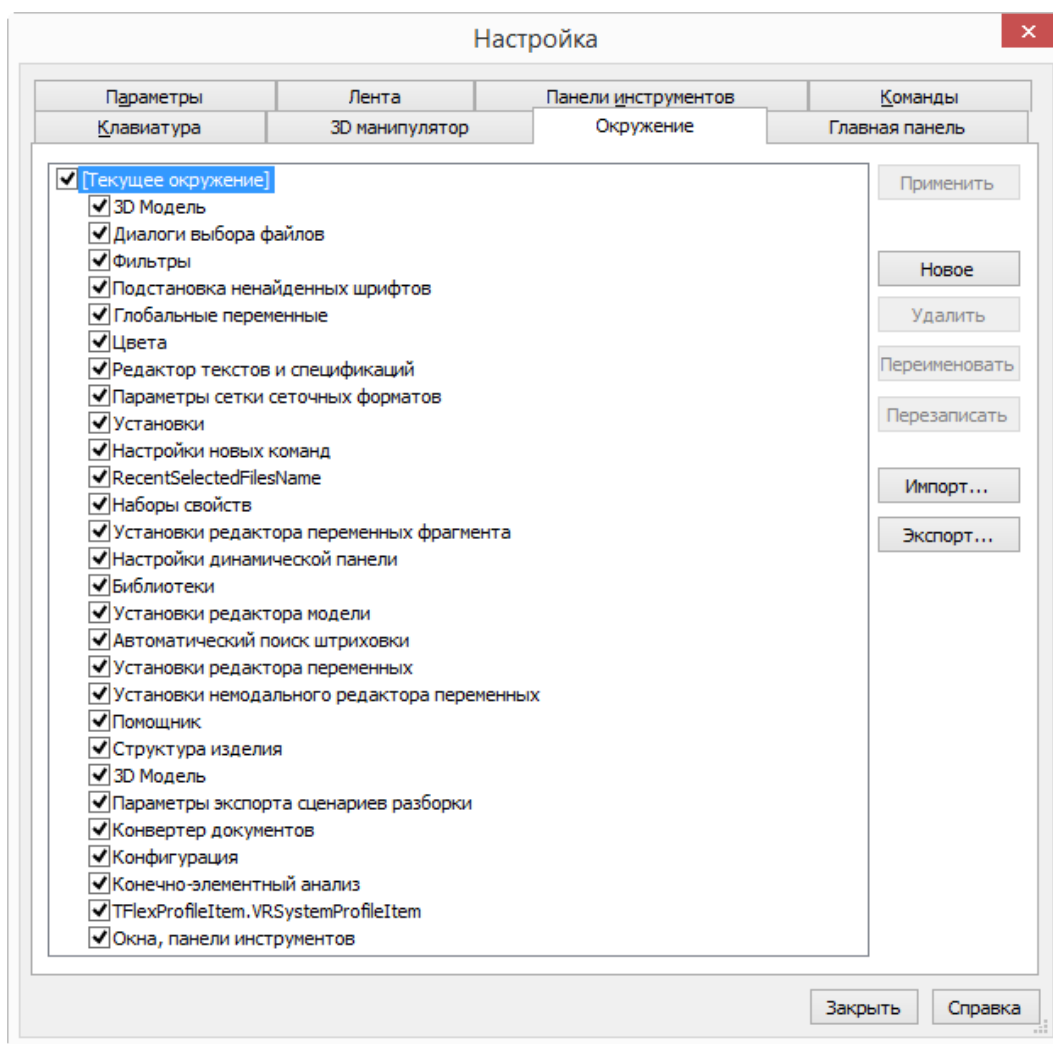 Настройка
Параметры
Лента
Панели инструментов
Команды
Клавиатура
3D манипулятор
Окружение
Главная панель
[Текущее окружение]
3D Модель
Диалоги выбора файлов
Фильтры
Подстановка ненайденных шрифтов
Глобальные переменные
Цвета
Редактор текстов и спецификаций
Параметры сетки сеточных форматов
Установки
Настройки новых команд
RecentSelectedFilesName
Наборы свойств
Установки редактора переменных фрагмента
Настройки динамической панели
Библиотеки
Установки редактора модели
Автоматический поиск штриховки
Установки редактора переменных
Установки немодального редактора переменных
Помощник
Структура изделия
3D Модель
Параметры экспорта сценариев разборки
Конвертер документов
Конфигурация
Конечно-элементный анализ
TFlexProfileItem.VRSystemProfileItem
Окна, панели инструментов
Применить
Новое
Удалить
Переименовать
Перезаписать
Импорт...
Экспорт...
Закрыть
Справка